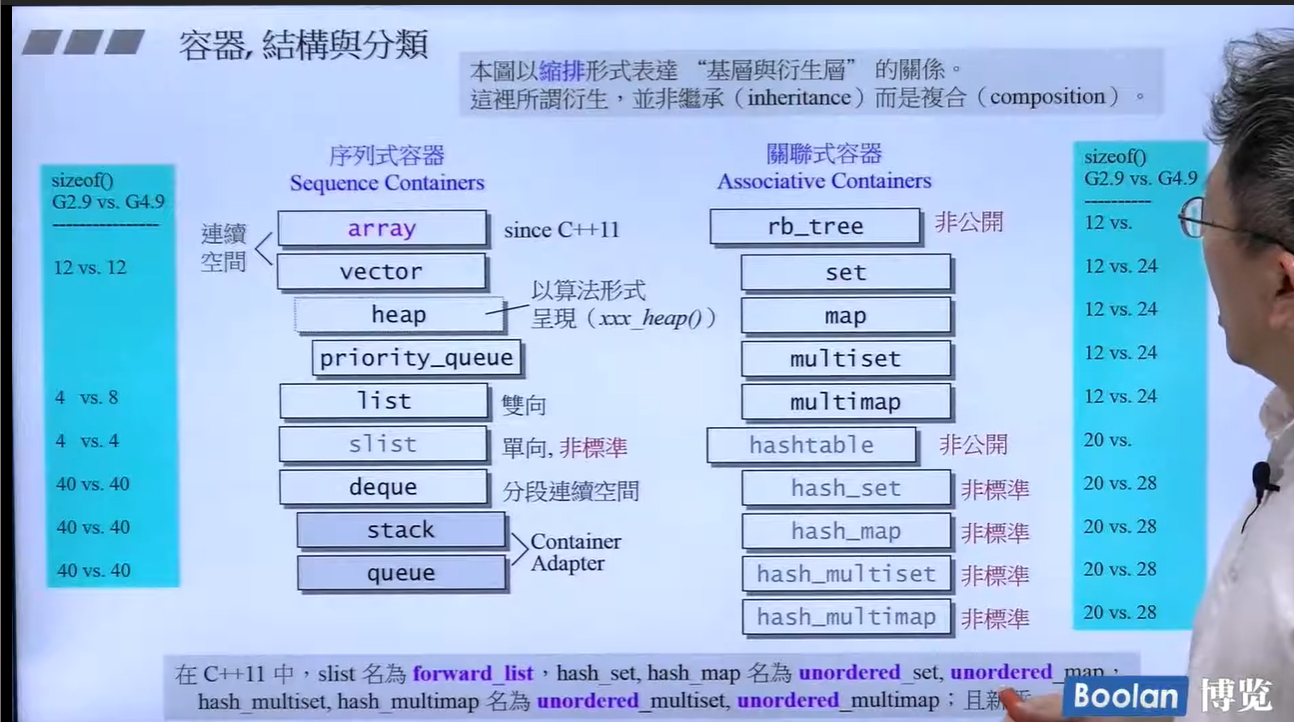 容器, 結構與分類
本圖以縮排形式表達 “基層與衍生層” 的關係。
這裡所謂衍生，並非繼承（inheritance）而是複合（composition）。
sizeof()
G2.9 vs. G4.9
---------------
12 vs. 12
4 vs. 8
4 vs. 4
40 vs. 40
40 vs. 40
40 vs. 40
序列式容器
Sequence Containers
連續
空間
array
since C++11
vector
heap
以算法形式
呈現（xxx_heap()）
priority_queue
list
雙向
slist
單向, 非標準
deque
分段連續空間
stack
queue
Container
Adapter
關聯式容器
Associative Containers
rb_tree
非公開
set
map
multiset
multimap
hashtable
非公開
hash_set
非標準
hash_map
非標準
hash_multiset
非標準
hash_multimap
非標準
sizeof()
G2.9 vs. G4.9
----------
12 vs.
12 vs. 24
12 vs. 24
12 vs. 24
12 vs. 24
20 vs.
20 vs. 28
20 vs. 28
20 vs. 28
20 vs. 28
在 C++11 中，slist 名為 forward_list，hash_set, hash_map 名為 unordered_set, unordered_map，
hash_multiset, hash_multimap 名為 unordered_multiset, unordered_multimap；且新
Boolan 博览